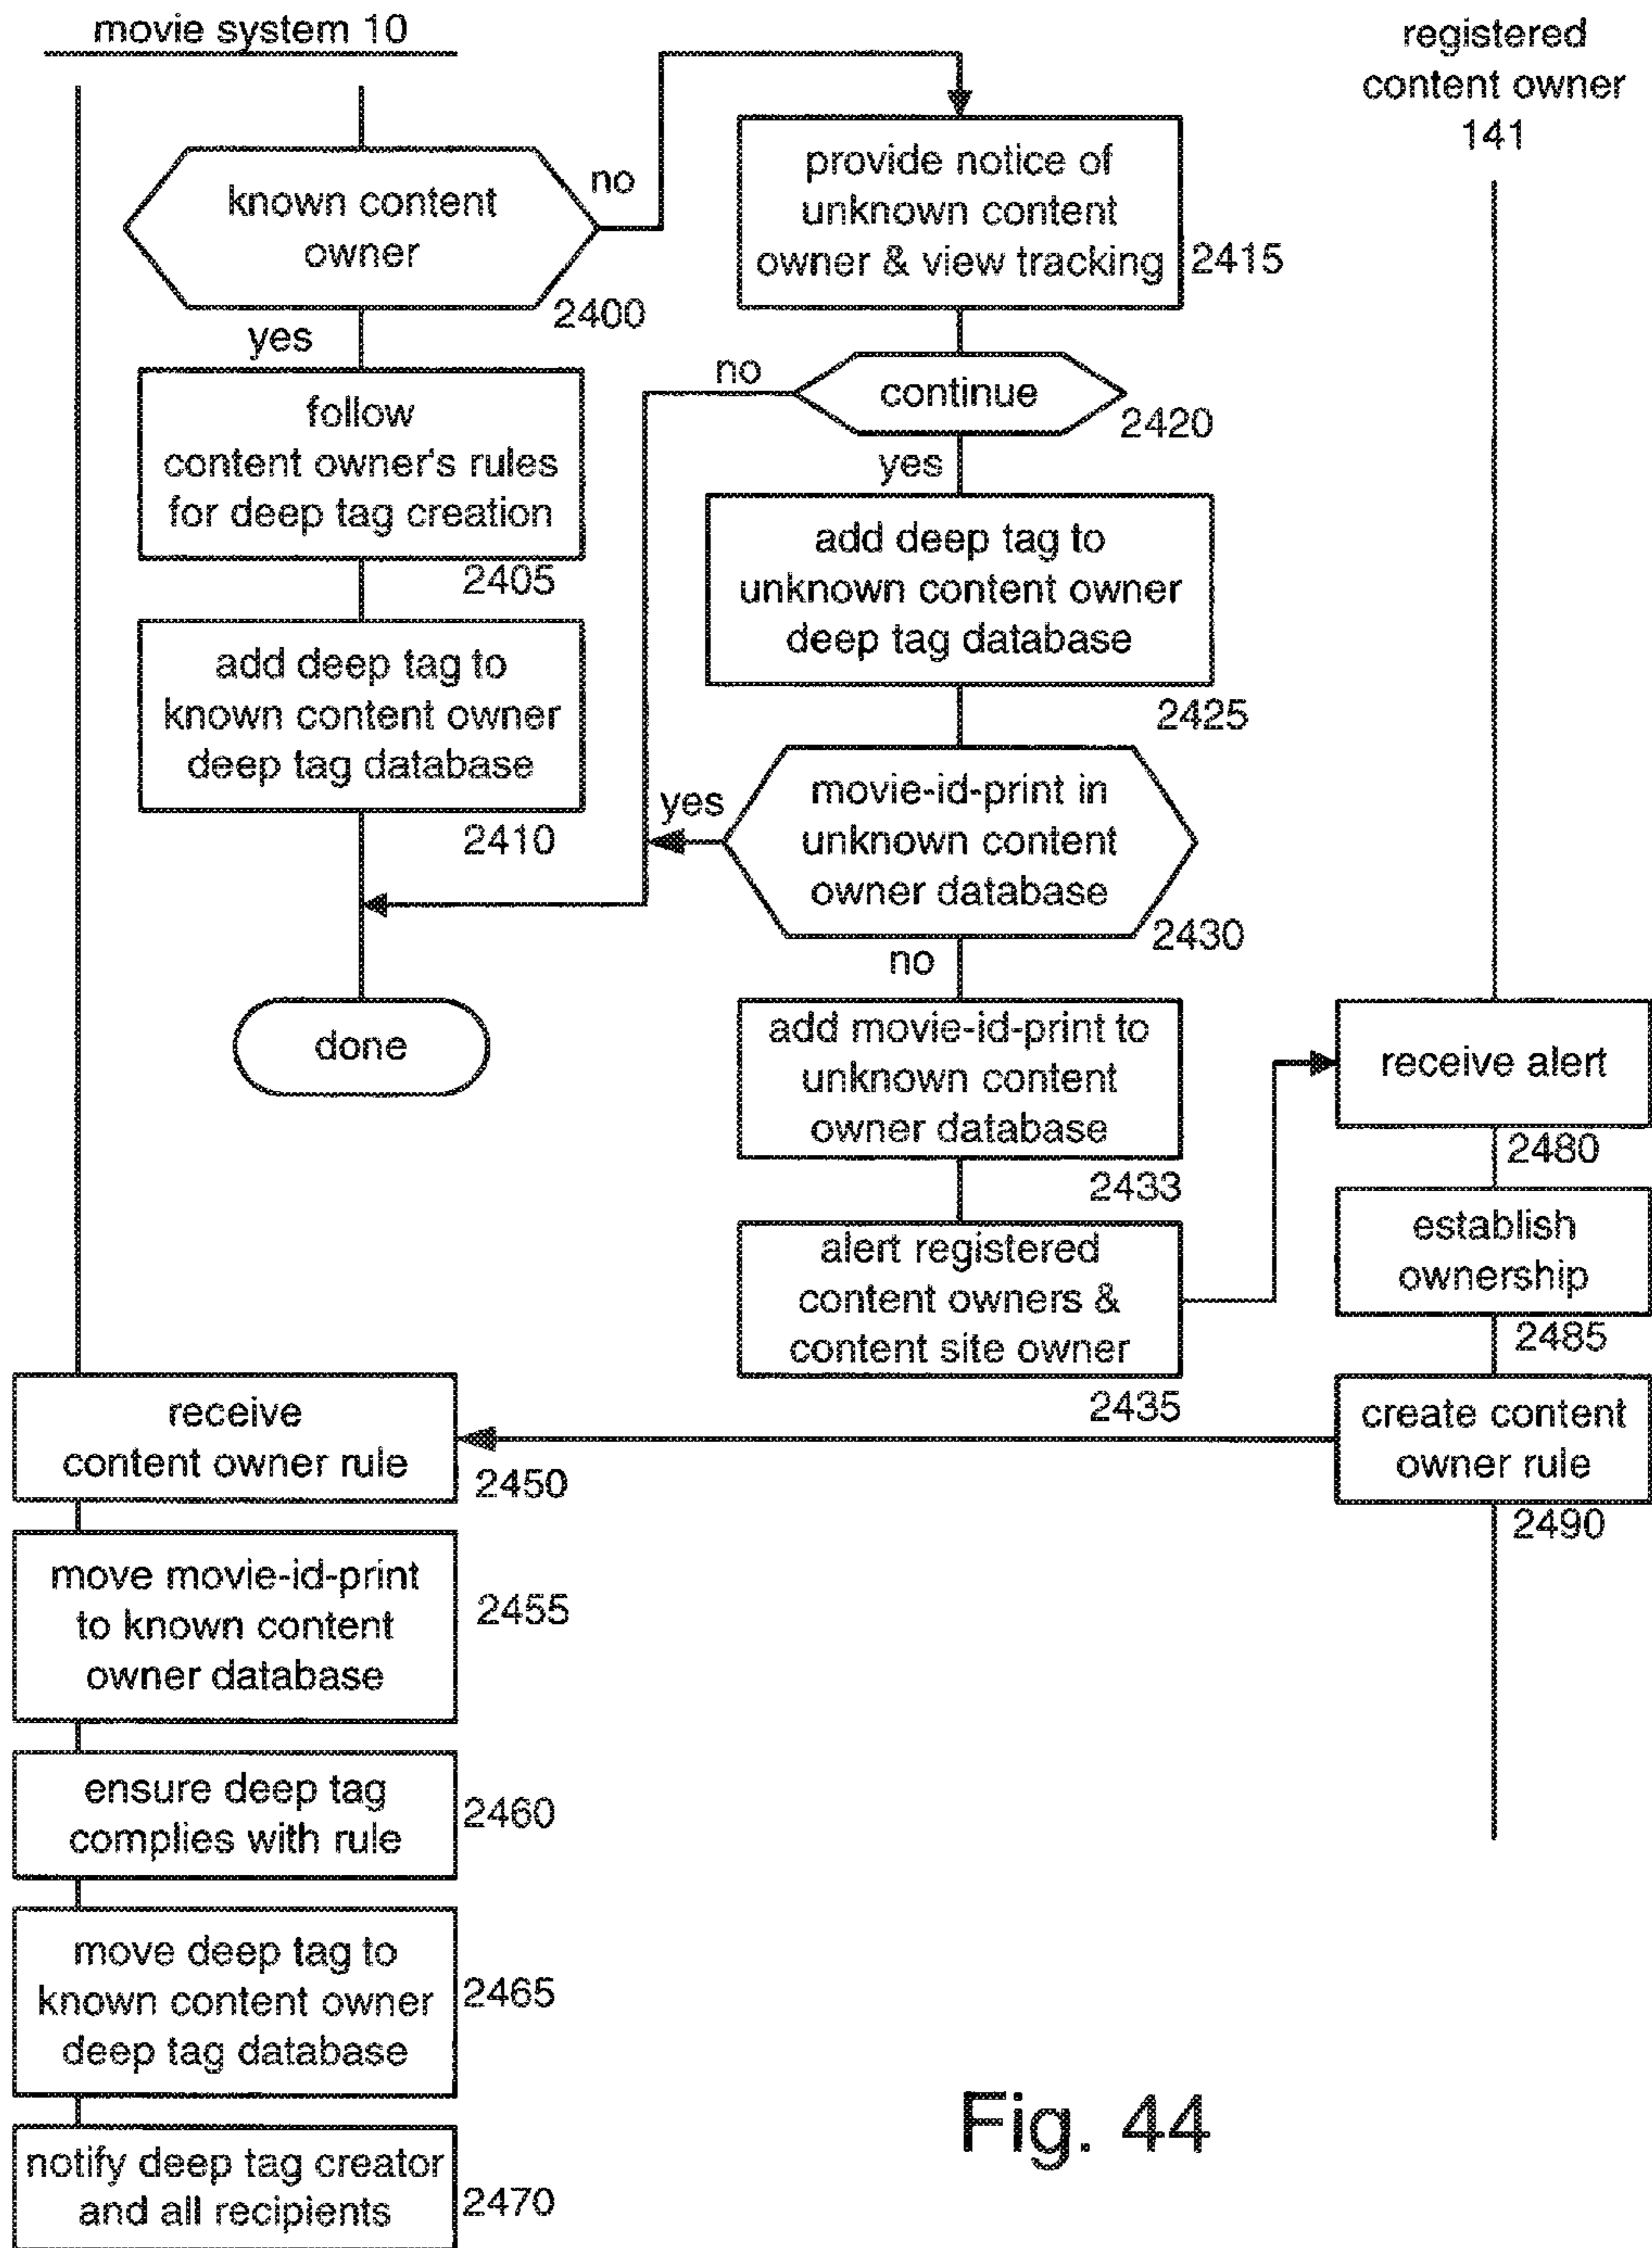 movie system 10
registered
content owner
141
known content
owner
no
2400
yes
provide notice of
unknown content
owner & view tracking
2415
follow
content owner's rules
for deep tag creation
2405
no
continue
2420
yes
add deep tag to
known content owner
deep tag database
2410
add deep tag to
unknown content owner
deep tag database
2425
yes
movie-id-print in
unknown content
owner database
2430
no
done
add movie-id-print to
unknown content
owner database
2433
alert registered
content owners &
content site owner
2435
receive alert
2480
establish
ownership
2485
create content
owner rule
2490
receive
content owner rule
2450
move movie-id-print
to known content
owner database
2455
ensure deep tag
complies with rule
2460
move deep tag to
known content owner
deep tag database
2465
notify deep tag creator
and all recipients
2470
Fig. 44